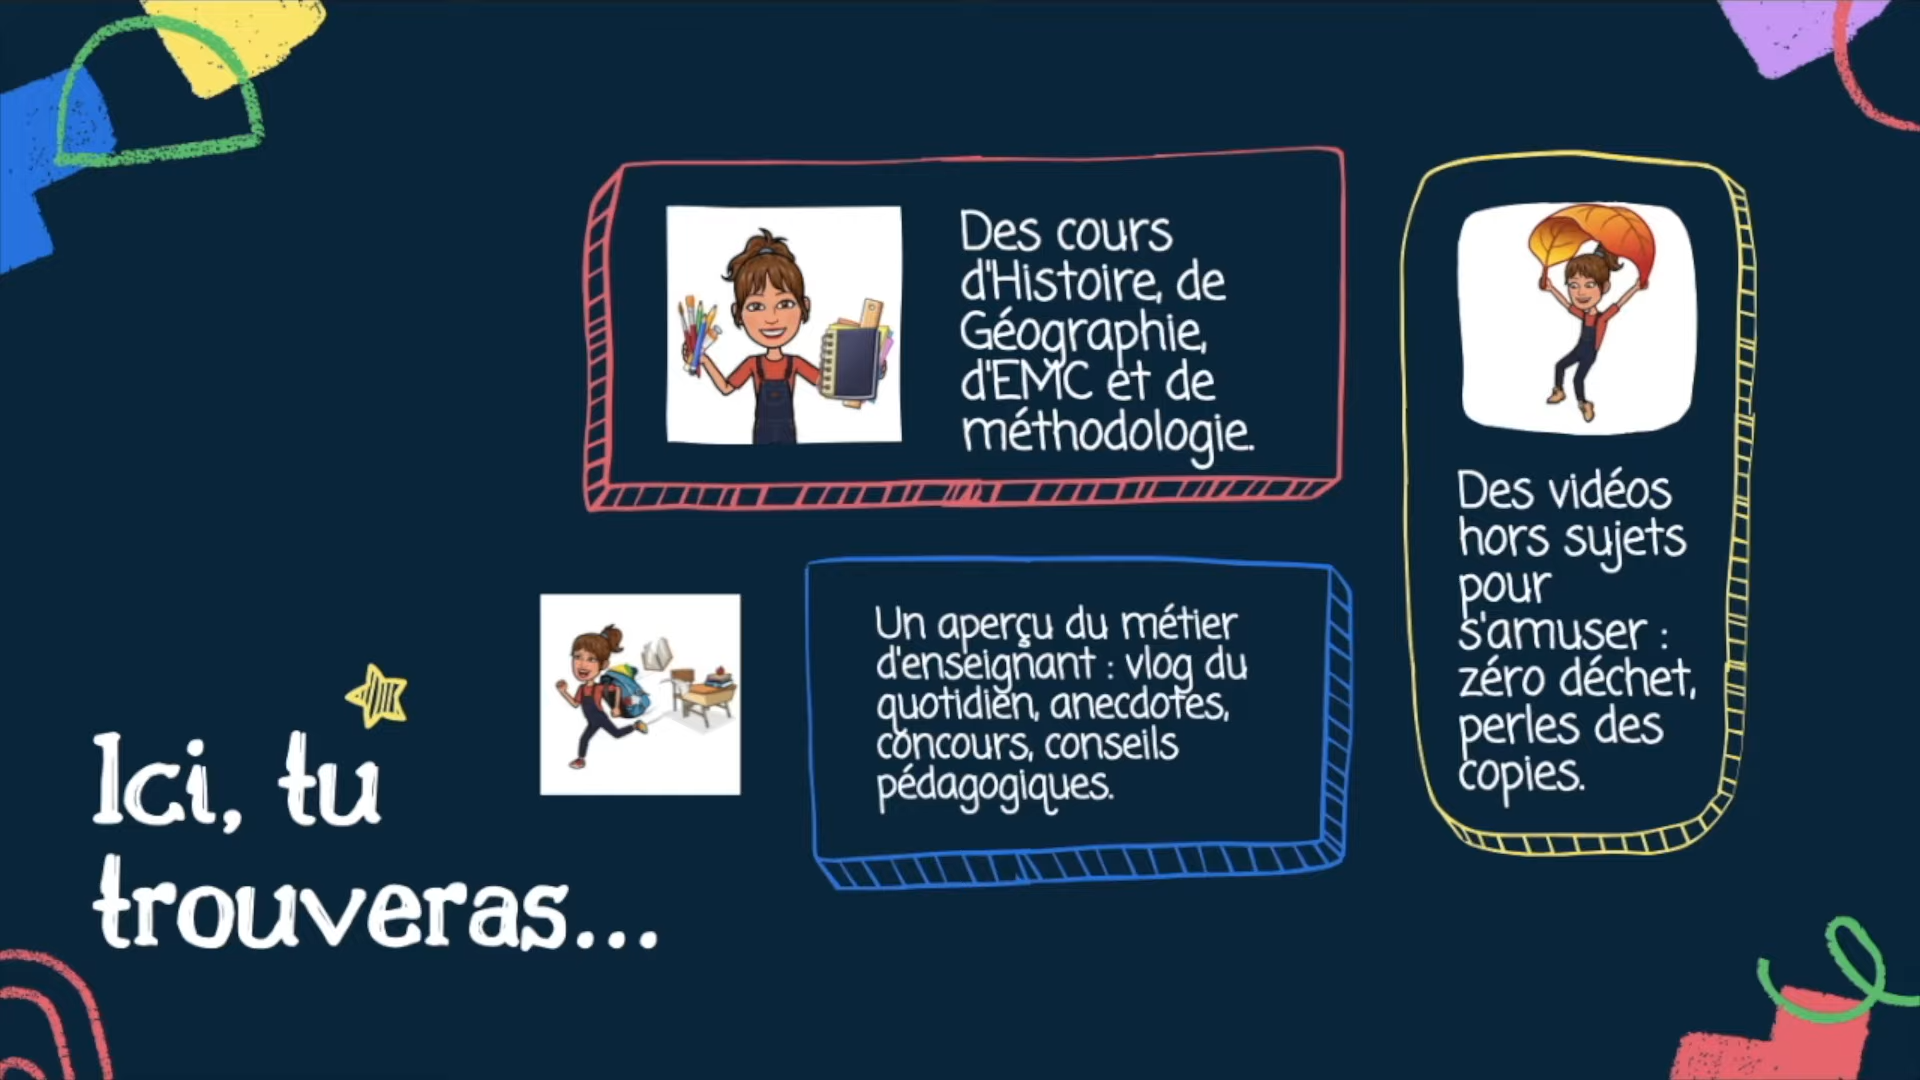 Des cours
d'Histoire, de
Géographie,
d'EMC et de
méthodologie.
Des vidéos
hors sujets
pour
s'amuser :
zéro déchet,
perles des
copies.
Un aperçu du métier
d'enseignant : vlog du
quotidien, anecdotes,
concours, conseils
pédagogiques.
Ici, tu
trouveras...